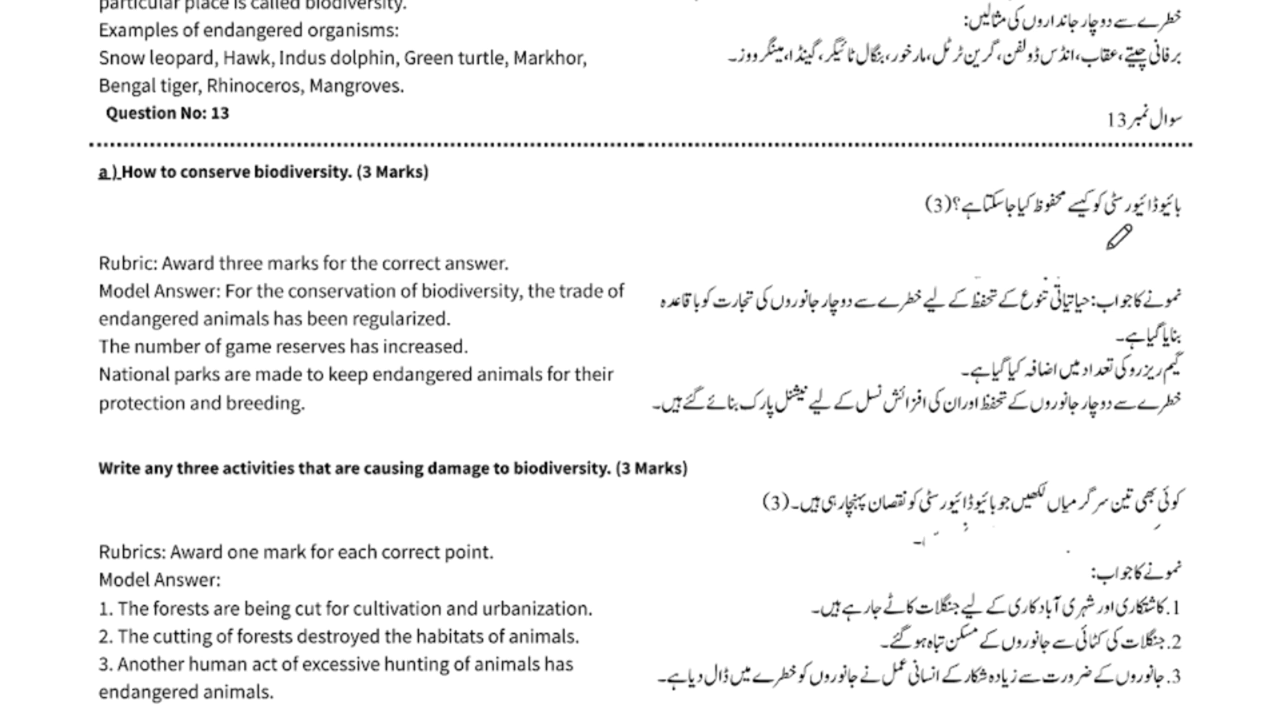 particular place is called biodiversity.
خطرے سے دوچار جانداروں کی مثالیں:
Examples of endangered organisms:
Snow leopard, Hawk, Indus dolphin, Green turtle, Markhor,
برفانی چیتے، عقاب، انڈس ڈولفن، گرین ٹرٹل، مارخور، بنگال ٹائیگر، گینڈا، مینگرووز۔
Bengal tiger, Rhinoceros, Mangroves.
Question No: 13
سوال نمبر 13
a ) How to conserve biodiversity. (3 Marks)
بائیوڈائیورسٹی کو کیسے محفوظ کیا جا سکتا ہے؟ (3)
Rubric: Award three marks for the correct answer.
Model Answer: For the conservation of biodiversity, the trade of
endangered animals has been regularized.
The number of game reserves has increased.
National parks are made to keep endangered animals for their
protection and breeding.
نمونے کا جواب: حیاتیاتی تنوع کے تحفظ کے لیے خطرے سے دوچار جانوروں کی تجارت کو باقاعدہ
بنایا گیا ہے۔
گیم ریزرو کی تعداد میں اضافہ کیا گیا ہے۔
خطرے سے دوچار جانوروں کے تحفظ اور ان کی افزائش نسل کے لیے نیشنل پارک بنائے گئے ہیں۔
Write any three activities that are causing damage to biodiversity. (3 Marks)
کوئی بھی تین سرگرمیاں لکھیں جو بائیوڈائیورسٹی کو نقصان پہنچا رہی ہیں۔ (3)
Rubrics: Award one mark for each correct point.
Model Answer:
1. The forests are being cut for cultivation and urbanization.
2. The cutting of forests destroyed the habitats of animals.
3. Another human act of excessive hunting of animals has
endangered animals.
نمونے کا جواب:
1. کاشتکاری اور شہری آباد کاری کے لیے جنگلات کاٹے جا رہے ہیں۔
2. جنگلات کی کٹائی سے جانوروں کے مسکن تباہ ہو گئے۔
3. جانوروں کے ضرورت سے زیادہ شکار کے انسانی عمل نے جانوروں کو خطرے میں ڈال دیا ہے۔